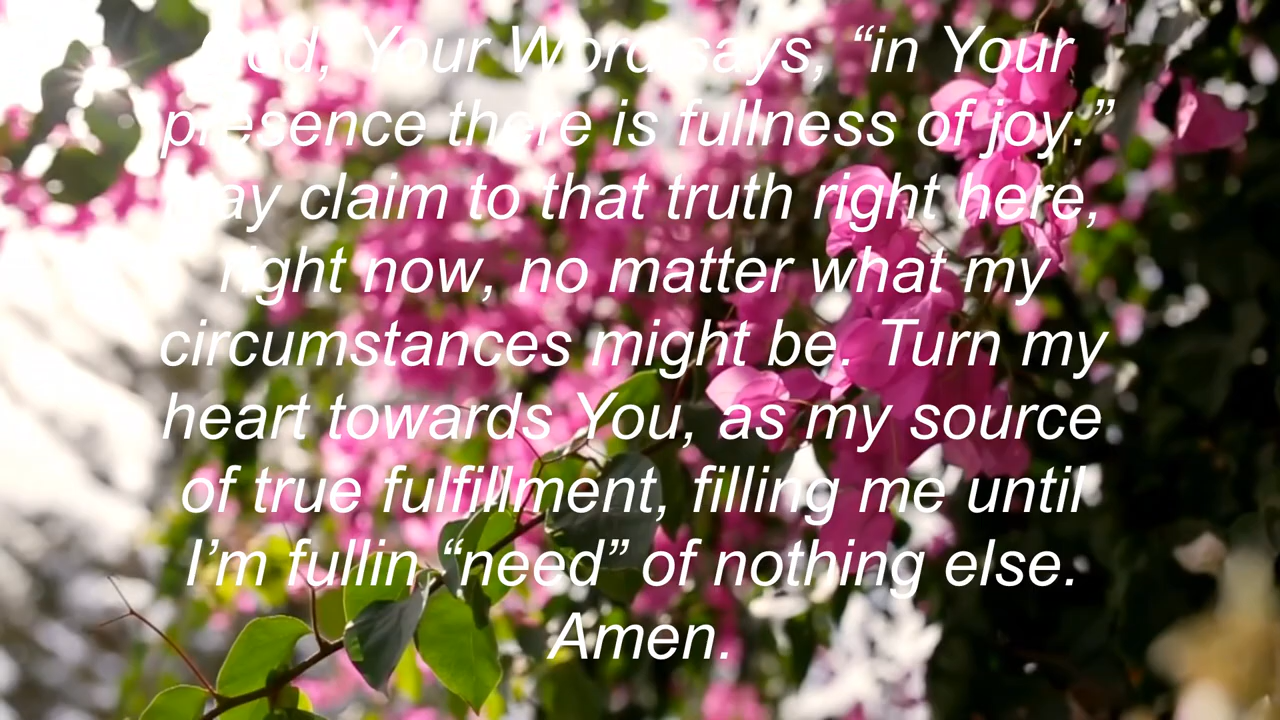 God, Your Word says, “in Your
presence there is fullness of joy.”
claim to that truth right here,
right now, no matter what my
circumstances might be. Turn my
heart towards You, as my source
of true fulfillment, filling me until
I’m fullin “need” of nothing else.
Amen.